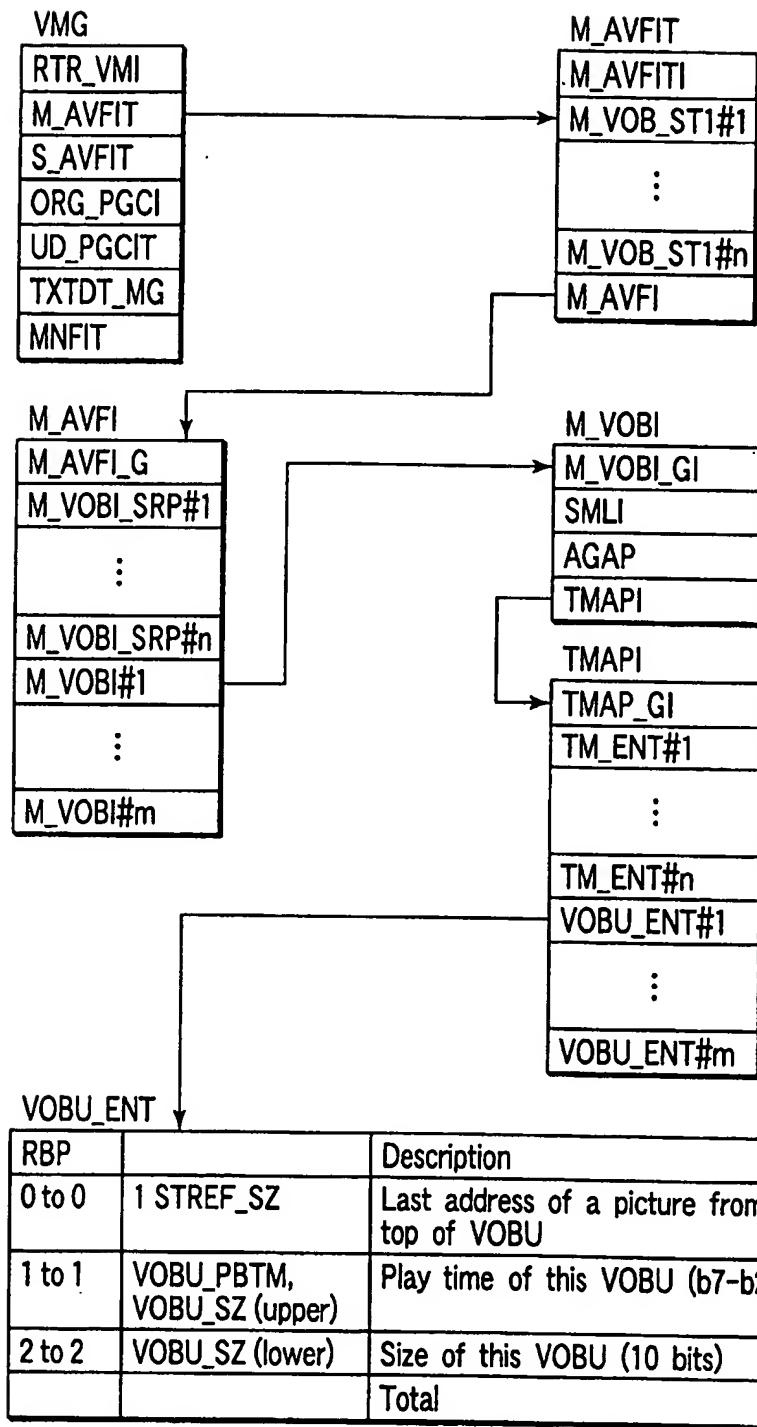 VMG
RTR_VMI
M_AVFIT
S_AVFIT
ORG_PGCI
UD_PGCIT
TXTDT_MG
MNFIT
M_AVFIT
M_AVFITI
M_VOB_ST1#1
⋮
M_VOB_ST1#n
M_AVFI
M_AVFI
M_AVFI_G
M_VOBI_SRP#1
⋮
M_VOBI_SRP#n
M_VOBI#1
⋮
M_VOBI#m
M_VOBI
M_VOBI_GI
SMLI
AGAP
TMAPI
TMAPI
TMAP_GI
TM_ENT#1
⋮
TM_ENT#n
VOBU_ENT#1
⋮
VOBU_ENT#m
VOBU_ENT
RBP Description
0 to 0 1 STREF_SZ Last address of a picture from
top of VOBU
1 to 1 VOBU_PBTM, Play time of this VOBU (b7-b2
VOBU_SZ (upper)
2 to 2 VOBU_SZ (lower) Size of this VOBU (10 bits)
Total